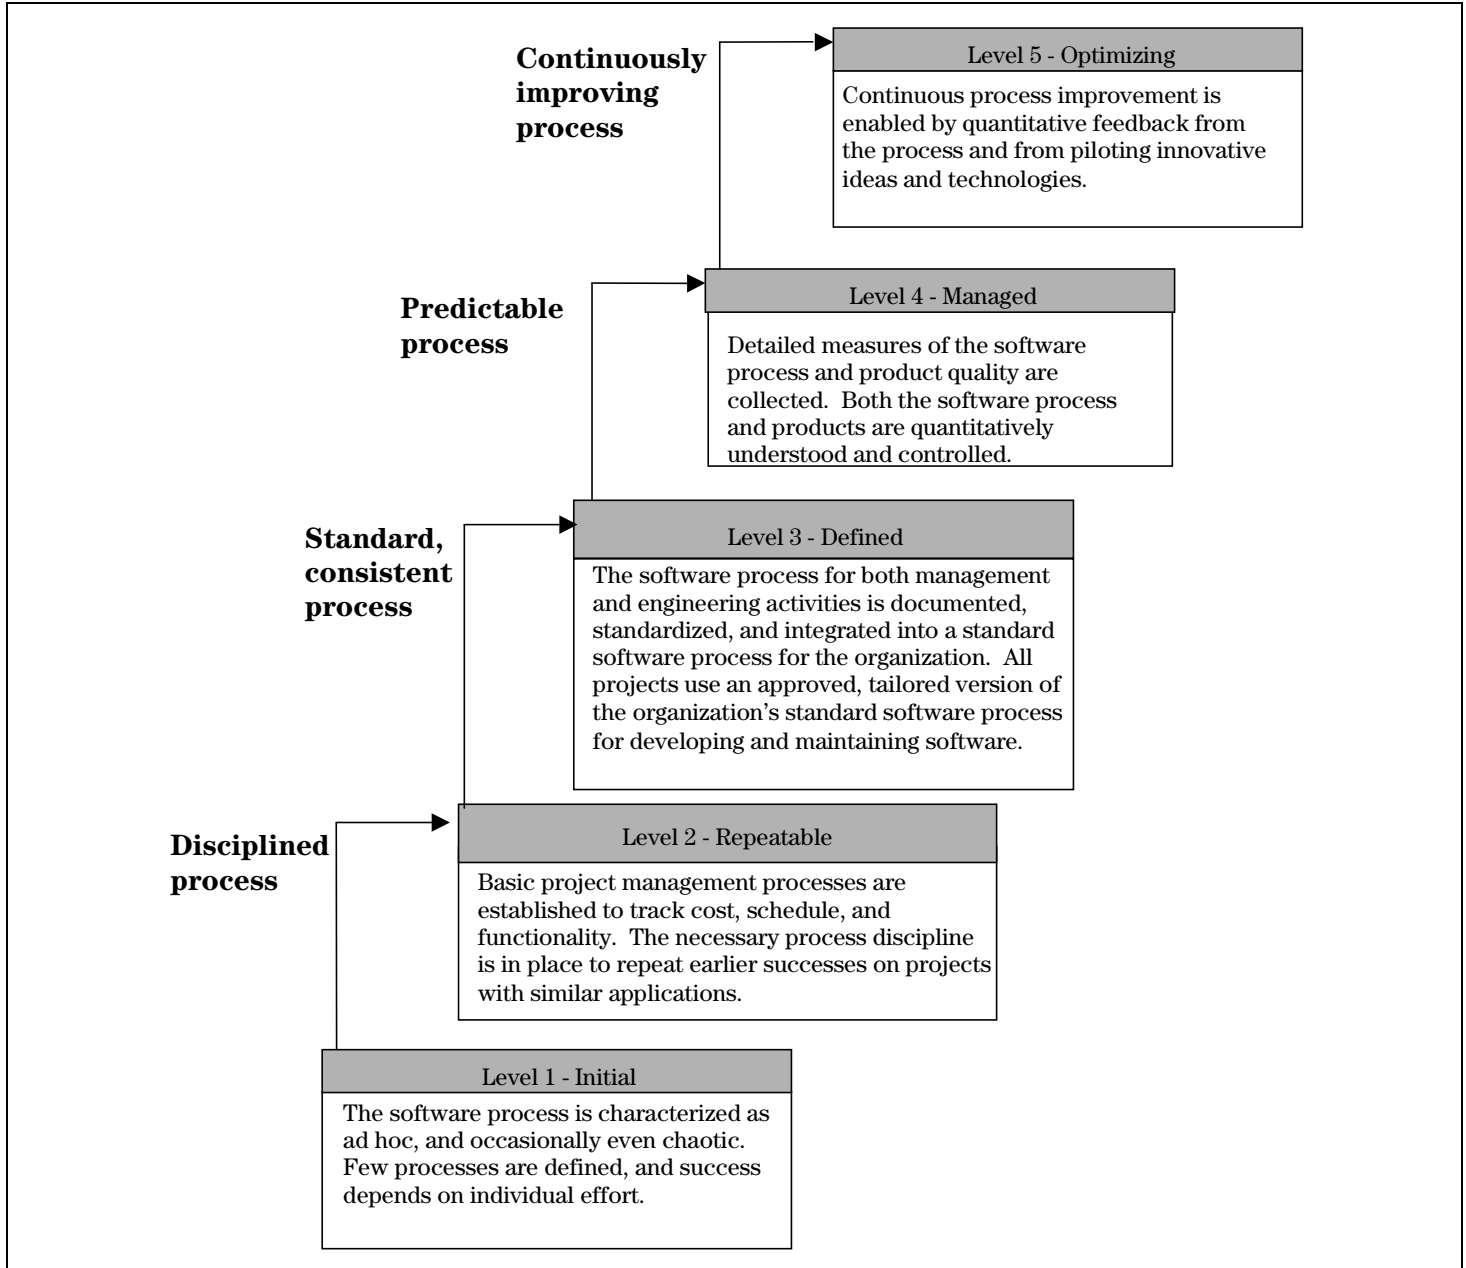 Continuously
improving
process
Level 5 - Optimizing
Continuous process improvement is
enabled by quantitative feedback from
the process and from piloting innovative
ideas and technologies.
Predictable
process
Level 4 - Managed
Detailed measures of the software
process and product quality are
collected.  Both the software process
and products are quantitatively
understood and controlled.
Standard,
consistent
process
Level 3 - Defined
The software process for both management
and engineering activities is documented,
standardized, and integrated into a standard
software process for the organization.  All
projects use an approved, tailored version of
the organization’s standard software process
for developing and maintaining software.
Disciplined
process
Level 2 - Repeatable
Basic project management processes are
established to track cost, schedule, and
functionality.  The necessary process discipline
is in place to repeat earlier successes on projects
with similar applications.
Level 1 - Initial
The software process is characterized as
ad hoc, and occasionally even chaotic.
Few processes are defined, and success
depends on individual effort.